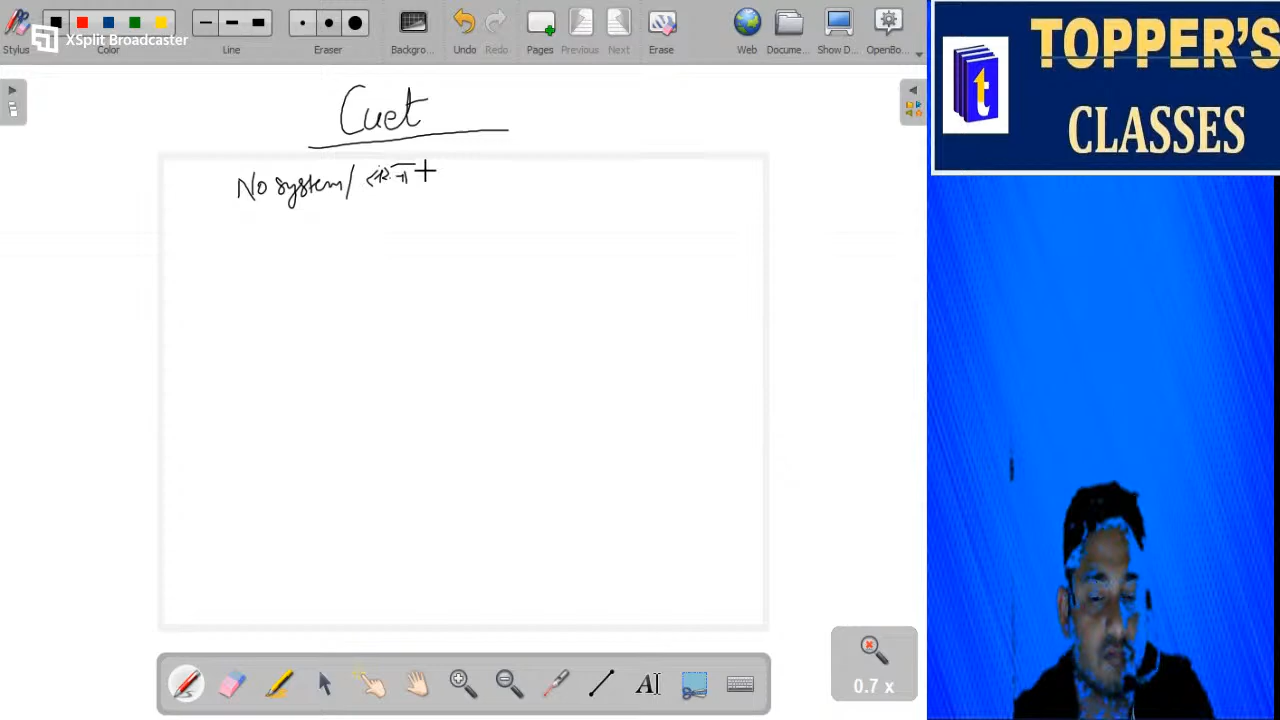 XSplit Broadcaster
Stylus Color Line Eraser Backgro... Undo Redo Pages Previous Next Erase Web Docume... Show D... OpenBo...
TOPPER'S
CLASSES
t
Cuet
No system/
0.7 x